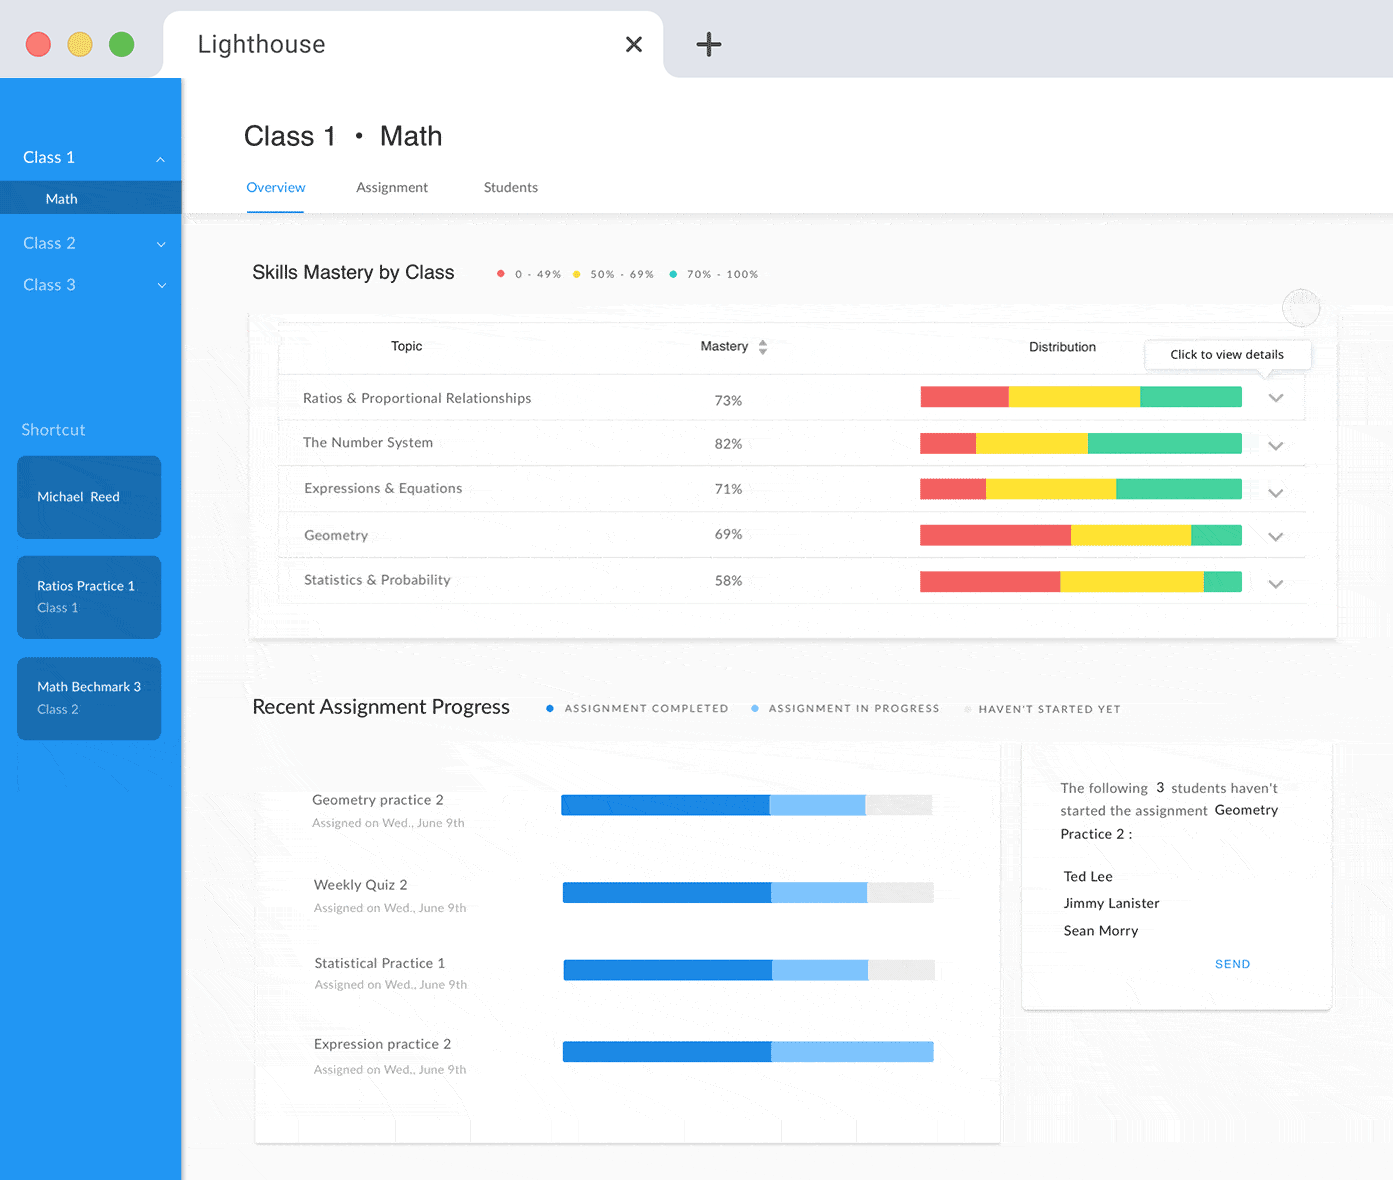 Lighthouse
Class 1
Math
Class 2
Class 3
Shortcut
Michael Reed
Ratios Practice 1
Class 1
Math Bechmark 3
Class 2
Class 1 • Math
Overview Assignment Students
Skills Mastery by Class
0 - 49% 50% - 69% 70% - 100%
Topic Mastery Distribution
Click to view details
Ratios & Proportional Relationships 73%
The Number System 82%
Expressions & Equations 71%
Geometry 69%
Statistics & Probability 58%
Recent Assignment Progress
ASSIGNMENT COMPLETED ASSIGNMENT IN PROGRESS HAVEN'T STARTED YET
Geometry practice 2
Assigned on Wed., June 9th
Weekly Quiz 2
Assigned on Wed., June 9th
Statistical Practice 1
Assigned on Wed., June 9th
Expression practice 2
Assigned on Wed., June 9th
The following 3 students haven't
started the assignment Geometry
Practice 2 :
Ted Lee
Jimmy Lanister
Sean Morry
SEND